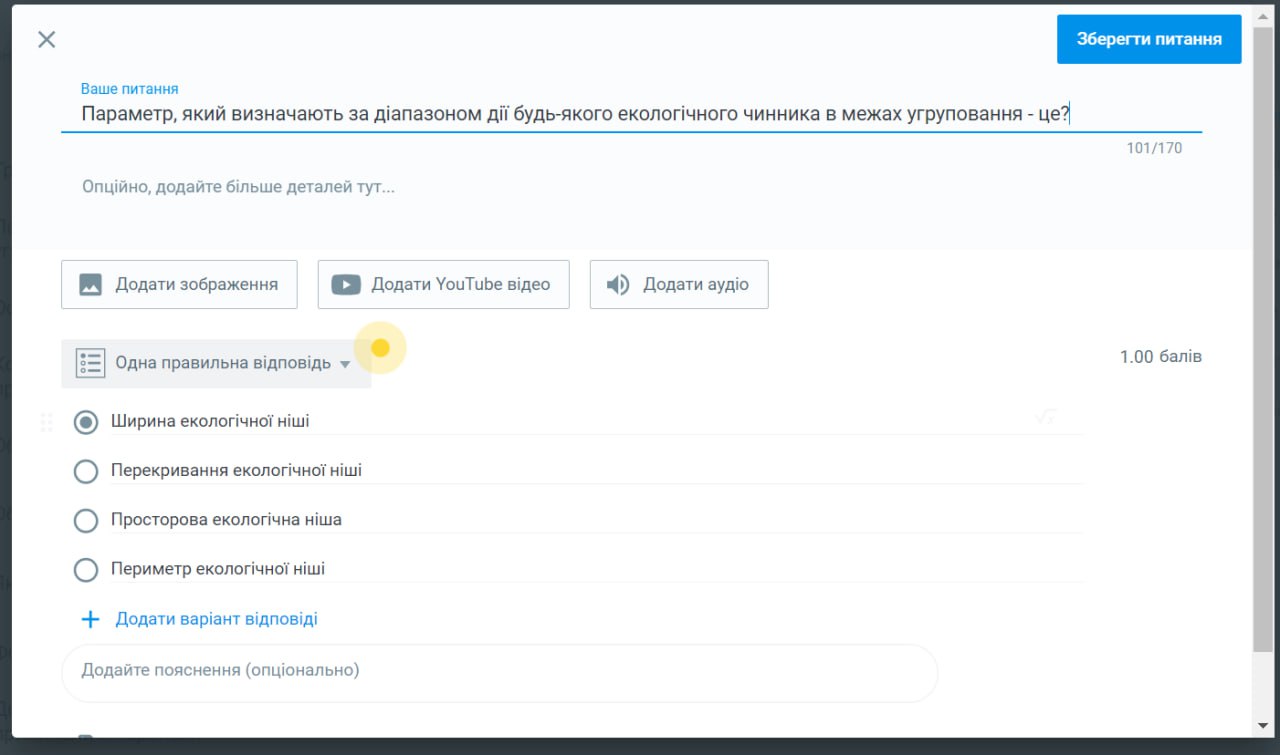 Зберегти питання
Ваше питання
Параметр, який визначають за діапазоном дії будь-якого екологічного чинника в межах угруповання - це?
101/170
Опційно, додайте більше деталей тут...
Додати зображення
Додати YouTube відео
Додати аудіо
Одна правильна відповідь
1.00 балів
Ширина екологічної ніші
Перекривання екологічної ніші
Просторова екологічна ніша
Периметр екологічної ніші
Додати варіант відповіді
Додайте пояснення (опціонально)